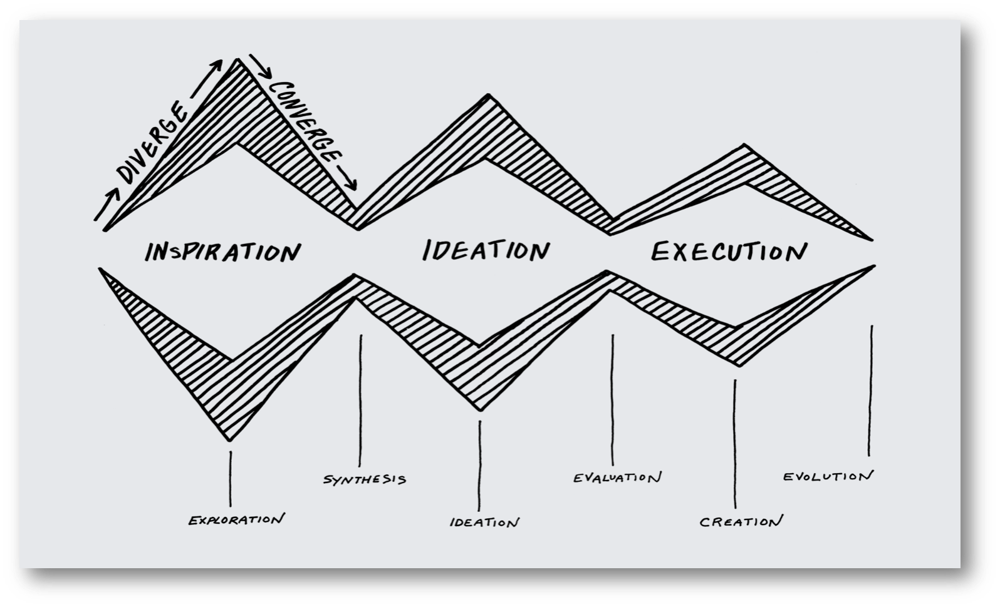 DIVERGE
CONVERGE
INSPIRATION
IDEATION
EXECUTION
SYNTHESIS
EVALUATION
EVOLUTION
EXPLORATION
IDEATION
CREATION